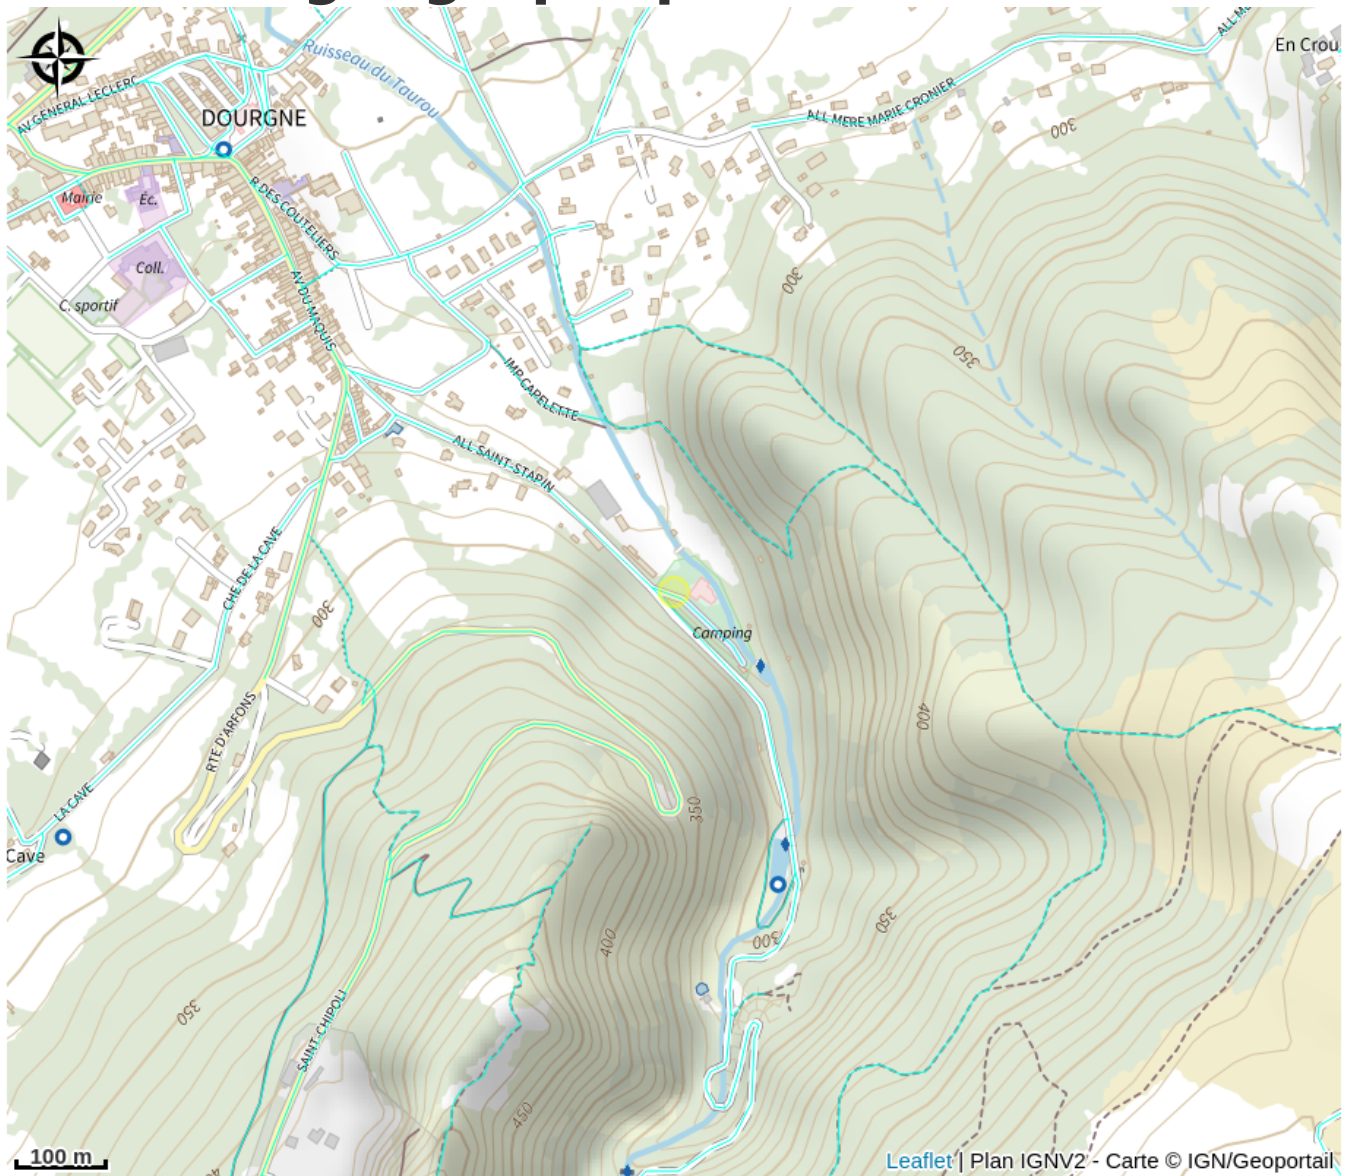 En Crou
Ruisseau du Taurou
AV GENERAL LECLERC
DOURGNE
ALL MERE MARIE CRONIER
300
Mairie
Éc.
R DES COUTELIERS
Coll.
C. sportif
AV DU MAQUIS
300
350
IMP CAPELETTE
ALL SAINT-STAPIN
CHE DE LA CAVE
300
Camping
RTE D'ARFONS
400
LA CAVE
350
Cave
400
300
350
350
SAINT-CHIPOLI
450
100 m
Leaflet | Plan IGNV2 - Carte © IGN/Geoportail